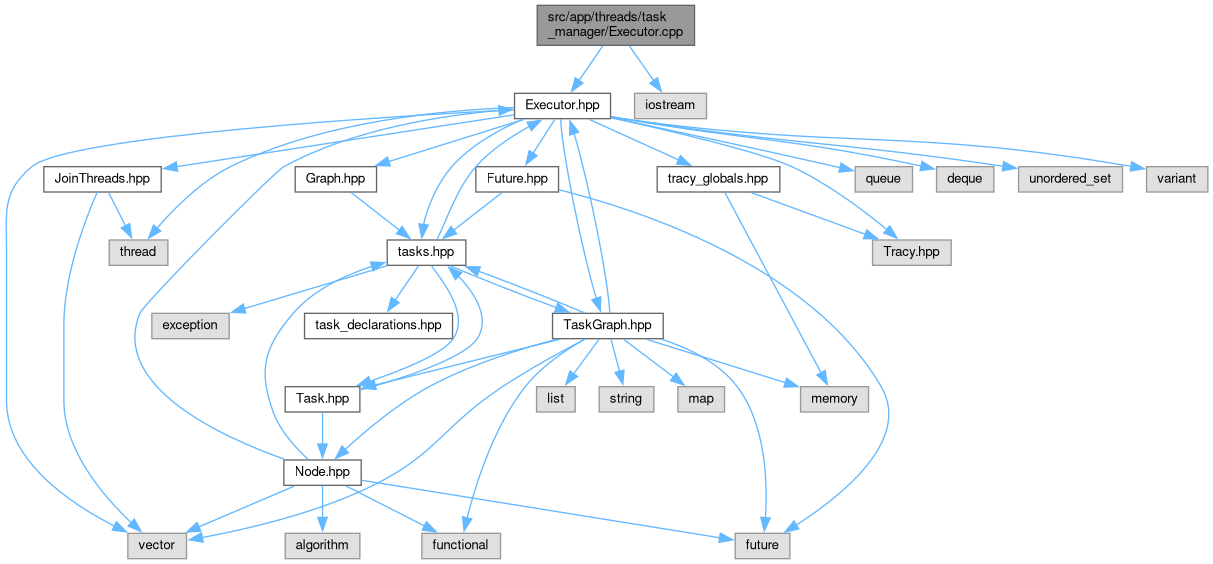 src/app/threads/task
_manager/Executor.cpp
Executor.hpp
iostream
JoinThreads.hpp
Graph.hpp
Future.hpp
tracy_globals.hpp
queue
deque
unordered_set
variant
thread
tasks.hpp
Tracy.hpp
exception
task_declarations.hpp
TaskGraph.hpp
Task.hpp
list
string
map
memory
Node.hpp
vector
algorithm
functional
future